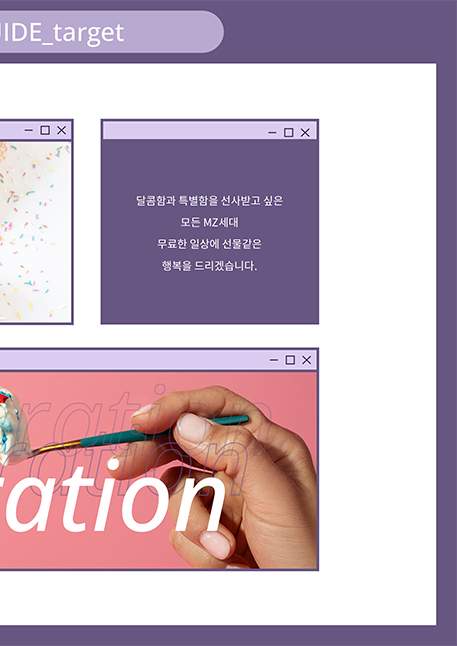 UIDE_target
달콤함과 특별함을 선사받고 싶은
모든 MZ세대
무료한 일상에 선물같은
행복을 드리겠습니다.
ration
ration
ration